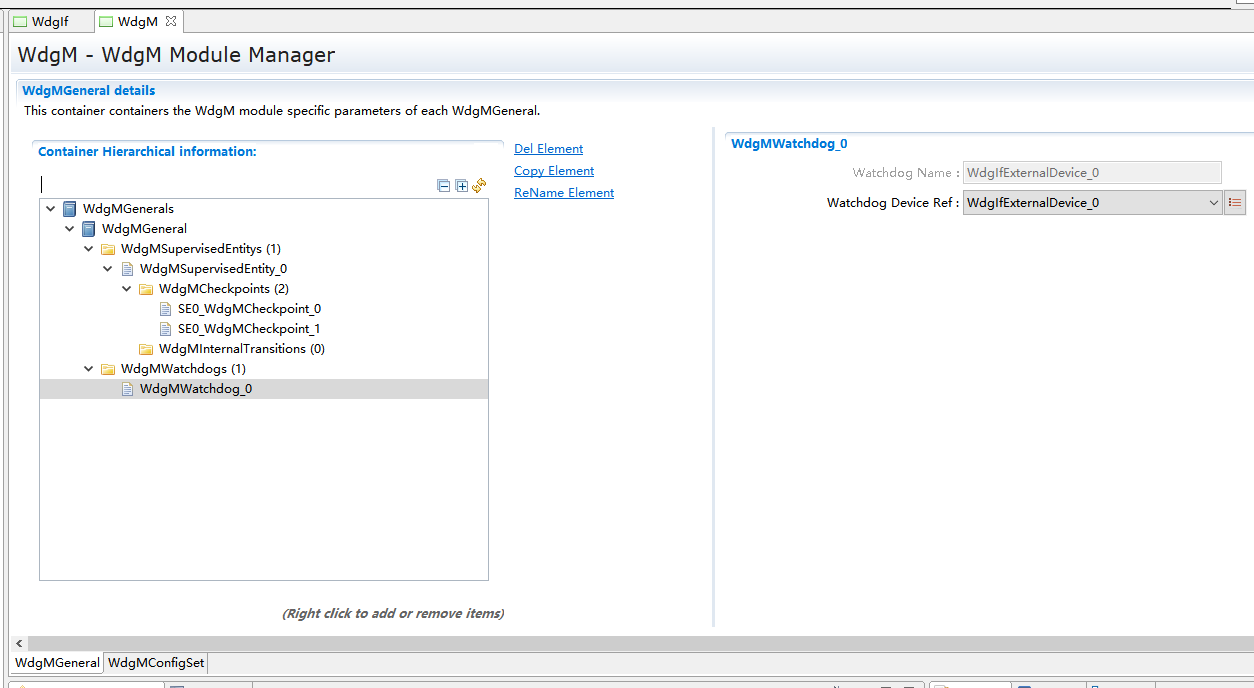 WdgIf
WdgM
WdgM - WdgM Module Manager
WdgMGeneral details
This container containers the WdgM module specific parameters of each WdgMGeneral.
Container Hierarchical information:
Del Element
Copy Element
ReName Element
WdgMGenerals
WdgMGeneral
WdgMSupervisedEntitys (1)
WdgMSupervisedEntity_0
WdgMCheckpoints (2)
SE0_WdgMCheckpoint_0
SE0_WdgMCheckpoint_1
WdgMInternalTransitions (0)
WdgMWatchdogs (1)
WdgMWatchdog_0
(Right click to add or remove items)
WdgMWatchdog_0
Watchdog Name : WdgIfExternalDevice_0
Watchdog Device Ref : WdgIfExternalDevice_0
WdgMGeneral
WdgMConfigSet